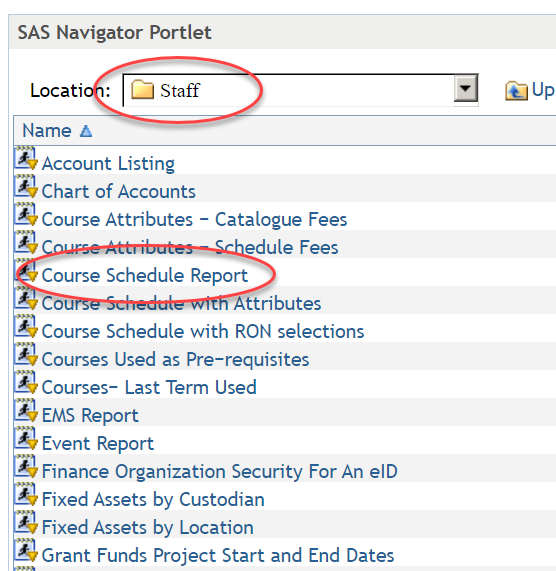 SAS Navigator Portlet
Location: Staff Up
Name
Account Listing
Chart of Accounts
Course Attributes - Catalogue Fees
Course Attributes - Schedule Fees
Course Schedule Report
Course Schedule with Attributes
Course Schedule with RON selections
Courses Used as Pre-requisites
Courses- Last Term Used
EMS Report
Event Report
Finance Organization Security For An eID
Fixed Assets by Custodian
Fixed Assets by Location
Grant Funds Project Start and End Dates